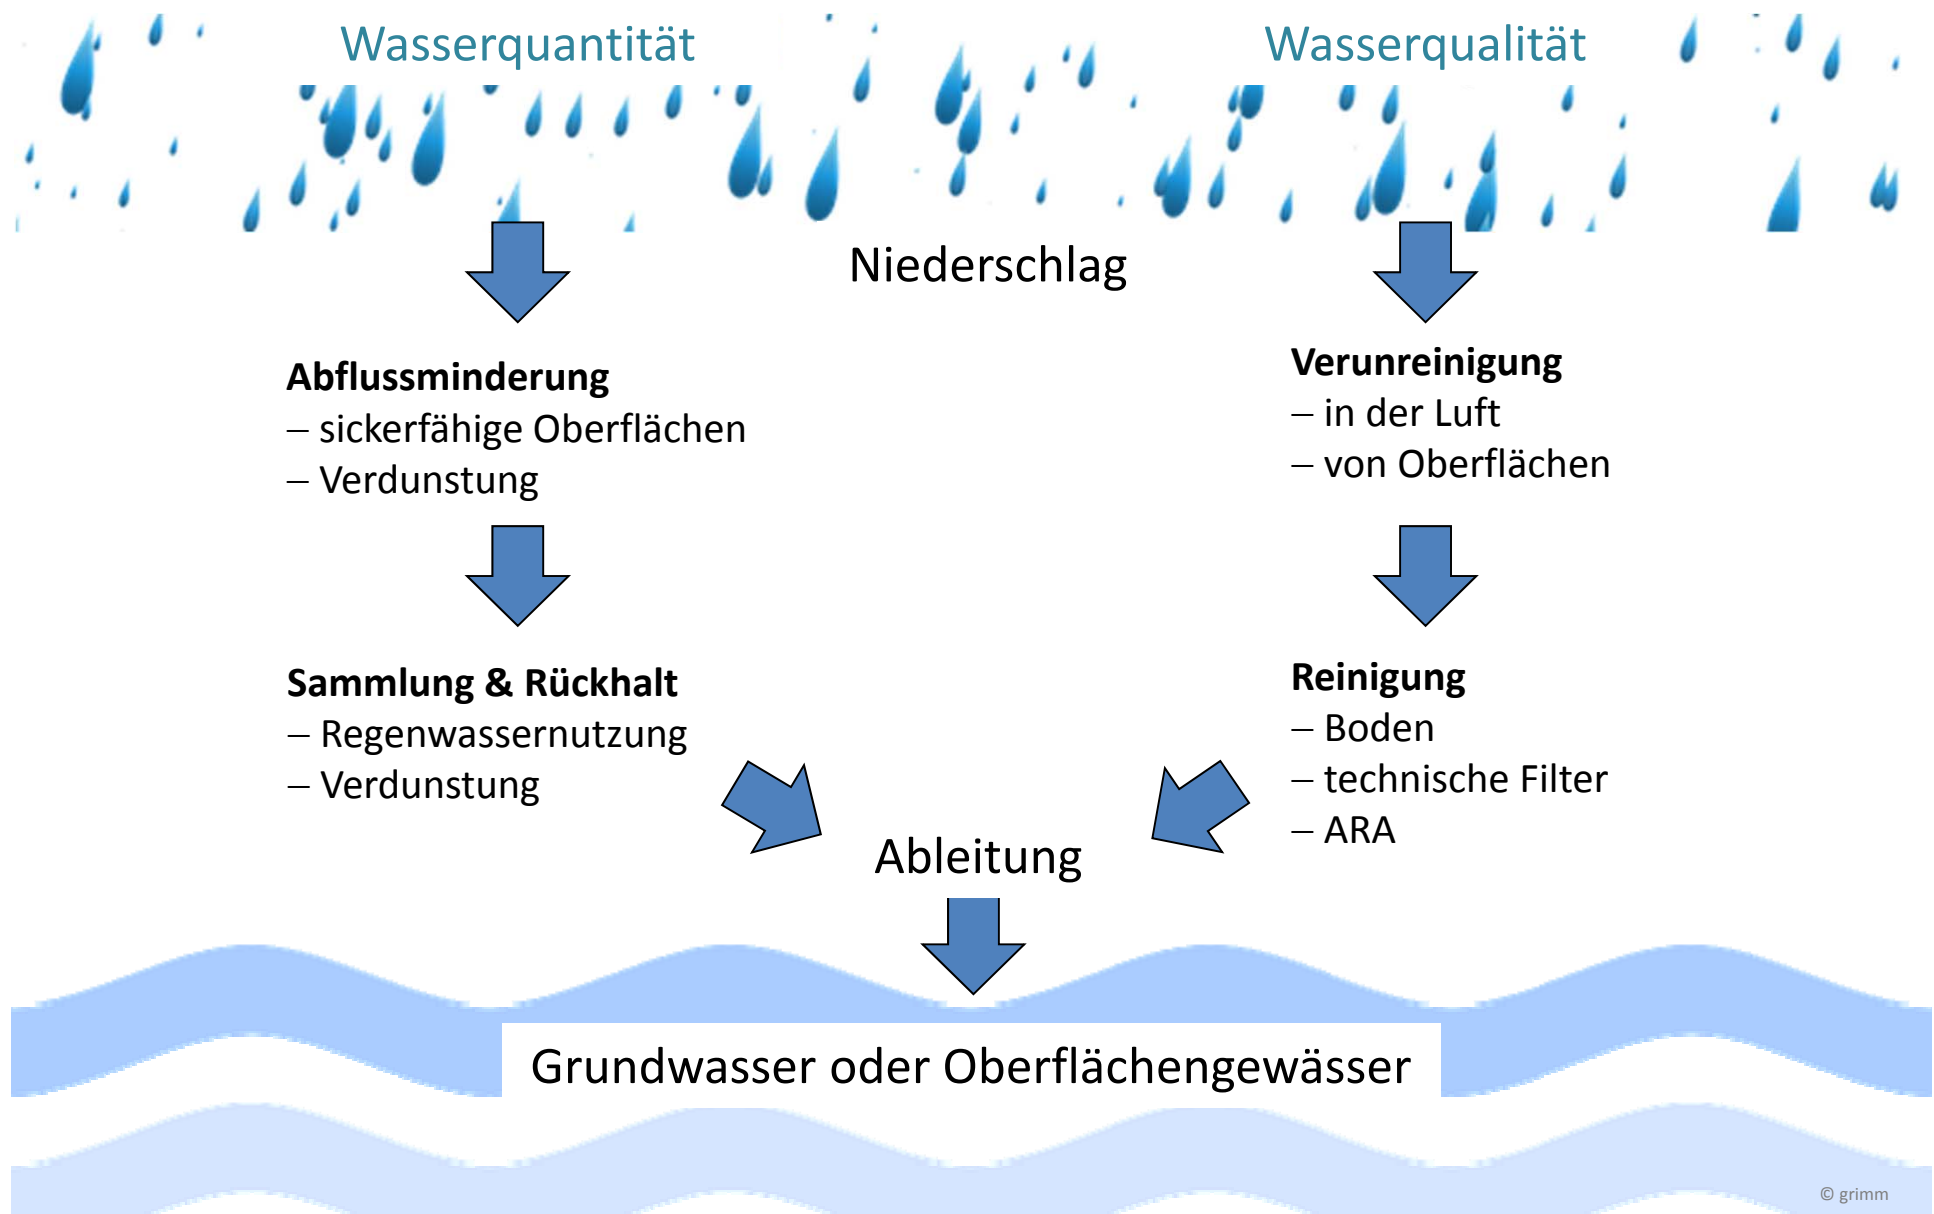 Wasserquantität
Wasserqualität
Niederschlag
Abflussminderung
– sickerfähige Oberflächen
– Verdunstung
Verunreinigung
– in der Luft
– von Oberflächen
Sammlung & Rückhalt
– Regenwassernutzung
– Verdunstung
Reinigung
– Boden
– technische Filter
– ARA
Ableitung
Grundwasser oder Oberflächengewässer
© grimm